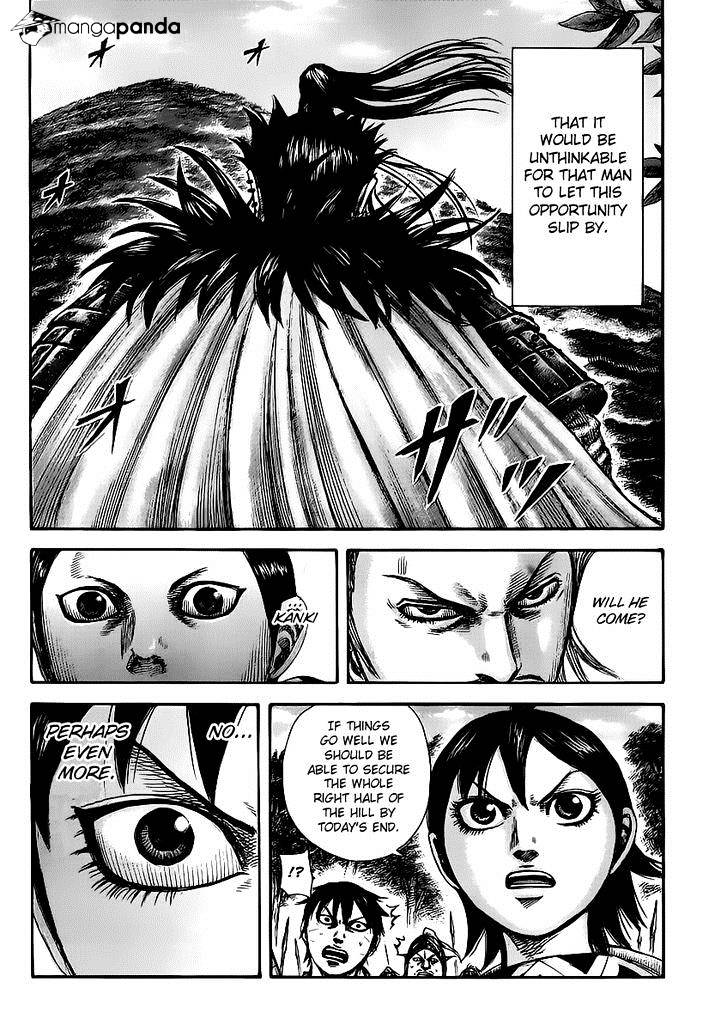 mangapanda
THAT IT
WOULD BE
UNTHINKABLE
FOR THAT MAN
TO LET THIS
OPPORTUNITY
SLIP BY.
ザ
ッ
WILL HE
COME?
...
KANKI
IF THINGS
GO WELL WE
SHOULD BE
ABLE TO SECURE
THE WHOLE
RIGHT HALF OF
THE HILL BY
TODAY'S END.
!?
NO...
PERHAPS
EVEN
MORE.